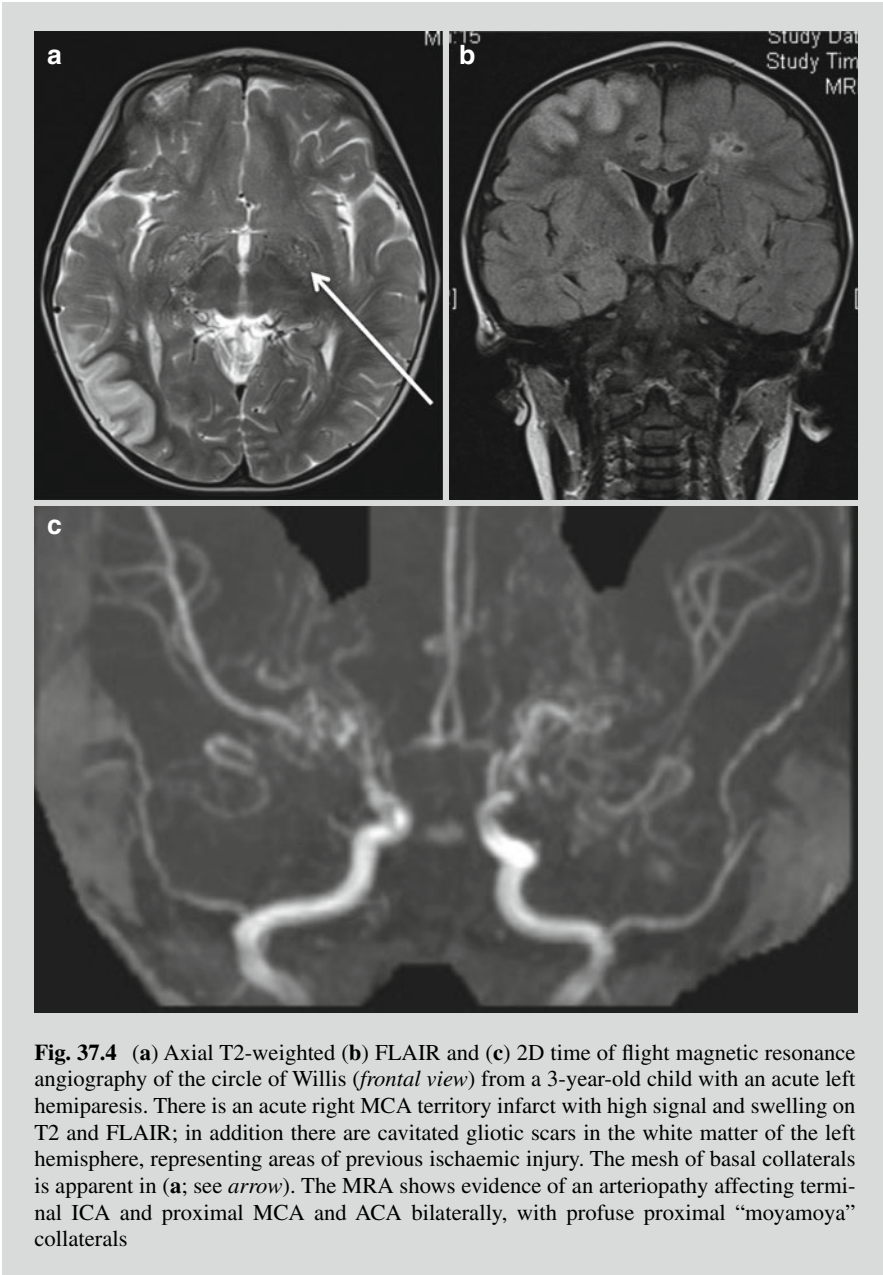 a
Mn:15
b
Study Dat
Study Tim
MR
]
[
c
Fig. 37.4 (a) Axial T2-weighted (b) FLAIR and (c) 2D time of flight magnetic resonance
angiography of the circle of Willis (frontal view) from a 3-year-old child with an acute left
hemiparesis. There is an acute right MCA territory infarct with high signal and swelling on
T2 and FLAIR; in addition there are cavitated gliotic scars in the white matter of the left
hemisphere, representing areas of previous ischaemic injury. The mesh of basal collaterals
is apparent in (a; see arrow). The MRA shows evidence of an arteriopathy affecting termi-
nal ICA and proximal MCA and ACA bilaterally, with profuse proximal “moyamoya”
collaterals